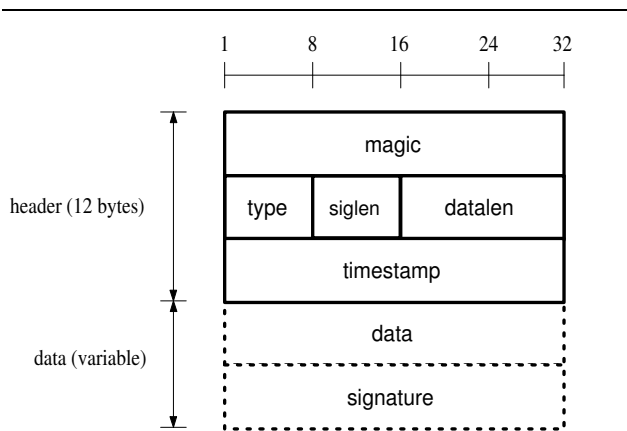 1 8 16 24 32
magic
header (12 bytes) type siglen datalen
timestamp
data
data (variable)
signature